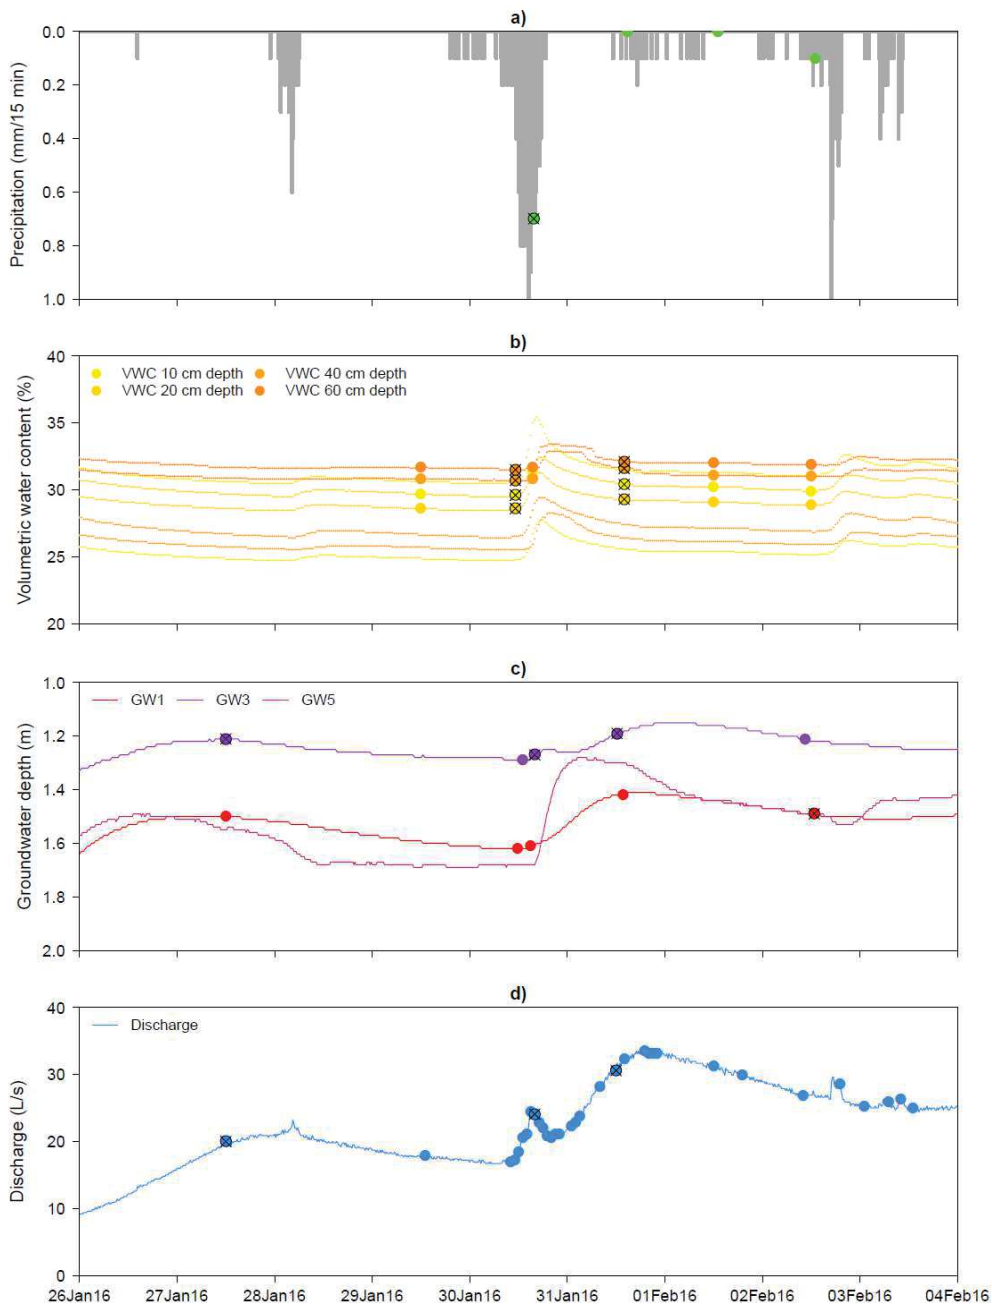 a)
Precipitation (mm/15 min)
0.0
0.2
0.4
0.6
0.8
1.0
b)
Volumetric water content (%)
40
35
30
25
20
VWC 10 cm depth
VWC 40 cm depth
VWC 20 cm depth
VWC 60 cm depth
c)
Groundwater depth (m)
1.0
1.2
1.4
1.6
1.8
2.0
GW1
GW3
GW5
d)
Discharge (L/s)
40
30
20
10
0
Discharge
26Jan16
27Jan16
28Jan16
29Jan16
30Jan16
31Jan16
01Feb16
02Feb16
03Feb16
04Feb16